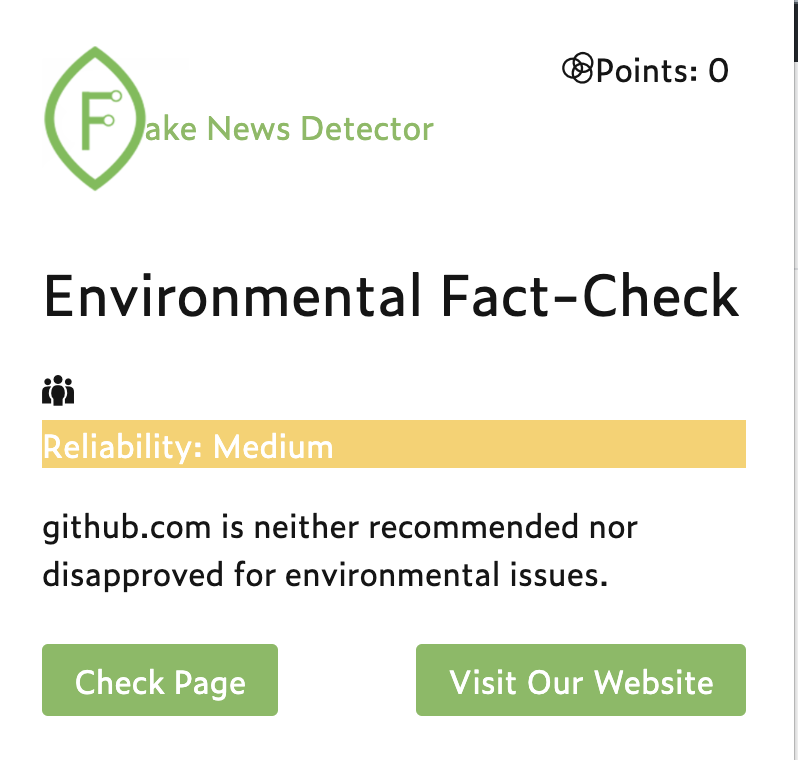 Points: 0
Fake News Detector
Environmental Fact-Check
Reliability: Medium
github.com is neither recommended nor
disapproved for environmental issues.
Check Page
Visit Our Website